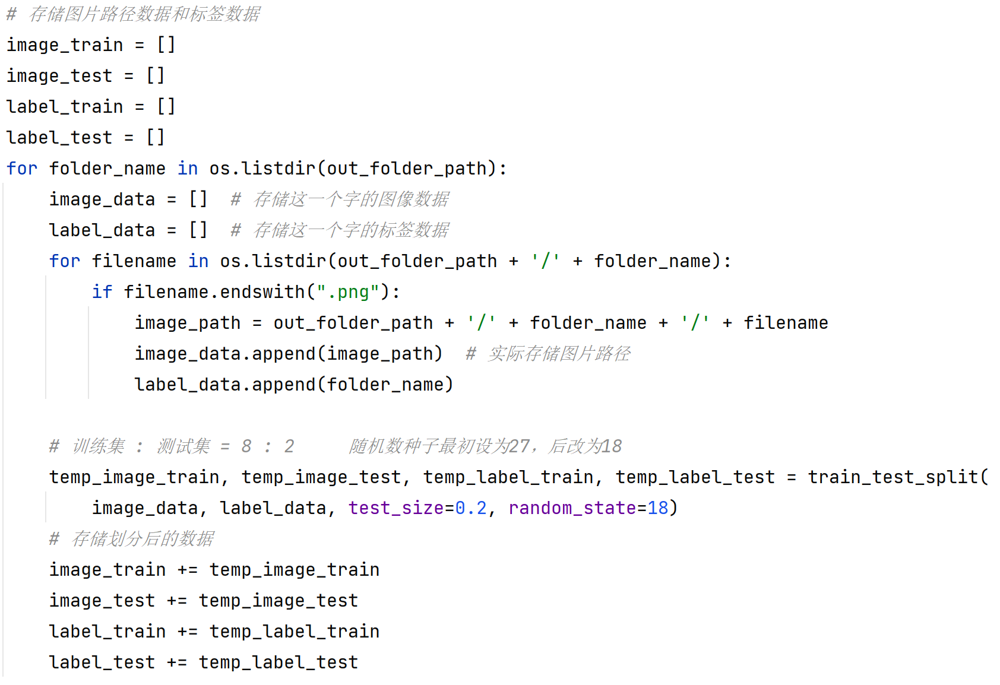 # 存储图片路径数据和标签数据
image_train = []
image_test = []
label_train = []
label_test = []
for folder_name in os.listdir(out_folder_path):
    image_data = []  # 存储这一个字的图像数据
    label_data = []  # 存储这一个字的标签数据
    for filename in os.listdir(out_folder_path + '/' + folder_name):
        if filename.endswith(".png"):
            image_path = out_folder_path + '/' + folder_name + '/' + filename
            image_data.append(image_path)  # 实际存储图片路径
            label_data.append(folder_name)

    # 训练集 : 测试集 = 8 : 2     随机数种子最初设为27，后改为18
    temp_image_train, temp_image_test, temp_label_train, temp_label_test = train_test_split(
        image_data, label_data, test_size=0.2, random_state=18)
    # 存储划分后的数据
    image_train += temp_image_train
    image_test += temp_image_test
    label_train += temp_label_train
    label_test += temp_label_test